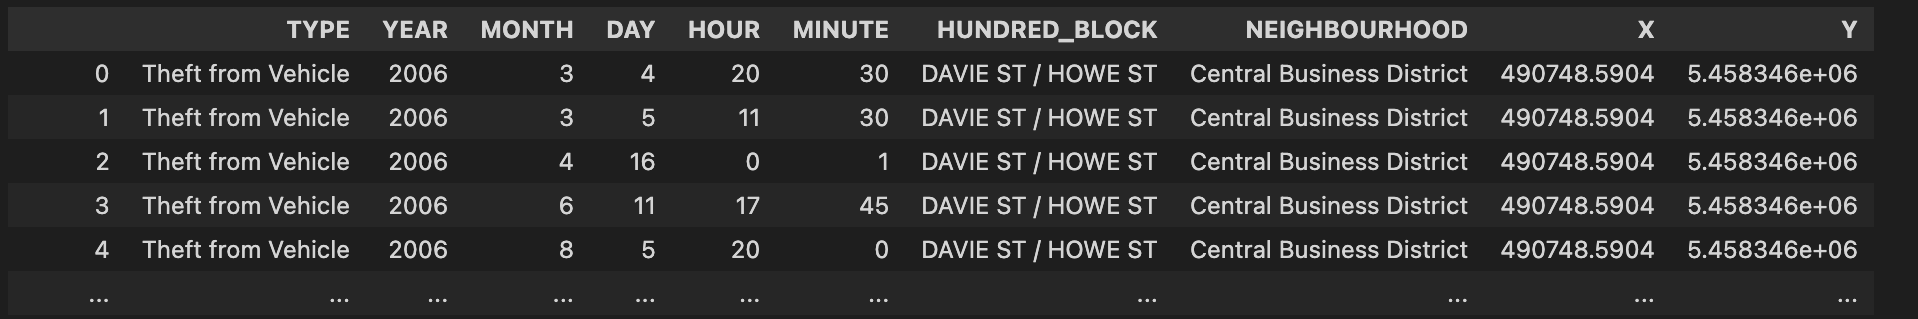 TYPE YEAR MONTH DAY HOUR MINUTE HUNDRED_BLOCK NEIGHBOURHOOD X Y
0 Theft from Vehicle 2006 3 4 20 30 DAVIE ST / HOWE ST Central Business District 490748.5904 5.458346e+06
1 Theft from Vehicle 2006 3 5 11 30 DAVIE ST / HOWE ST Central Business District 490748.5904 5.458346e+06
2 Theft from Vehicle 2006 4 16 0 1 DAVIE ST / HOWE ST Central Business District 490748.5904 5.458346e+06
3 Theft from Vehicle 2006 6 11 17 45 DAVIE ST / HOWE ST Central Business District 490748.5904 5.458346e+06
4 Theft from Vehicle 2006 8 5 20 0 DAVIE ST / HOWE ST Central Business District 490748.5904 5.458346e+06
... ... ... ... ... ... ... ... ... ... ...